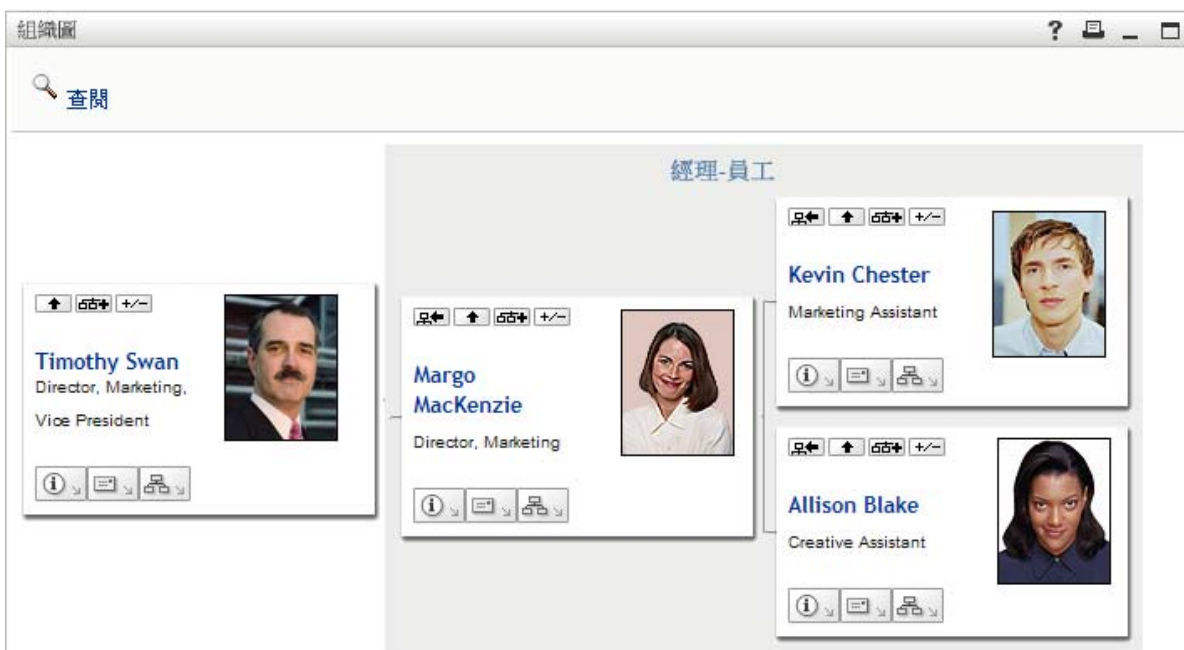 組織圖
?
查閱
經理-員工
+/-
Timothy Swan
Director, Marketing,
Vice President
+/-
Margo
MacKenzie
Director, Marketing
+/-
Kevin Chester
Marketing Assistant
+/-
Allison Blake
Creative Assistant